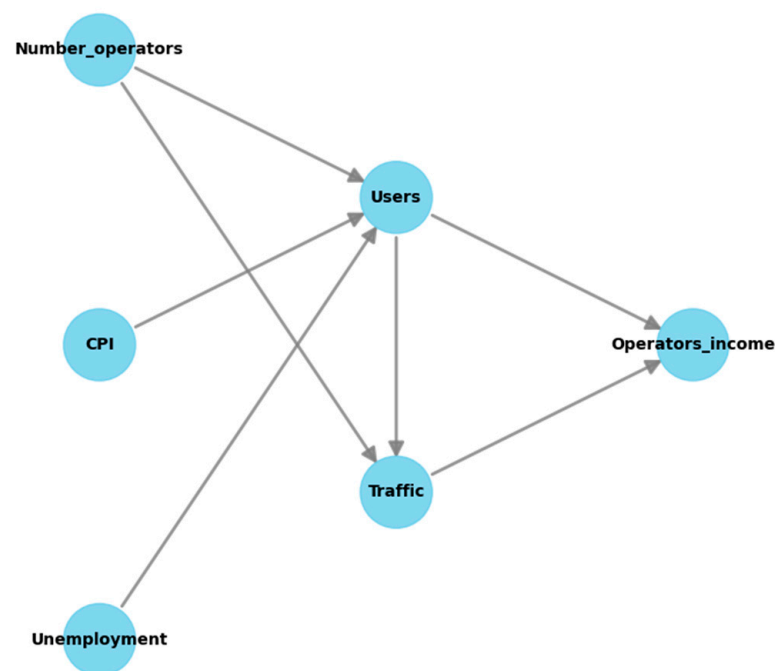 Number_operators
Users
CPI
Operators_income
Traffic
Unemployment